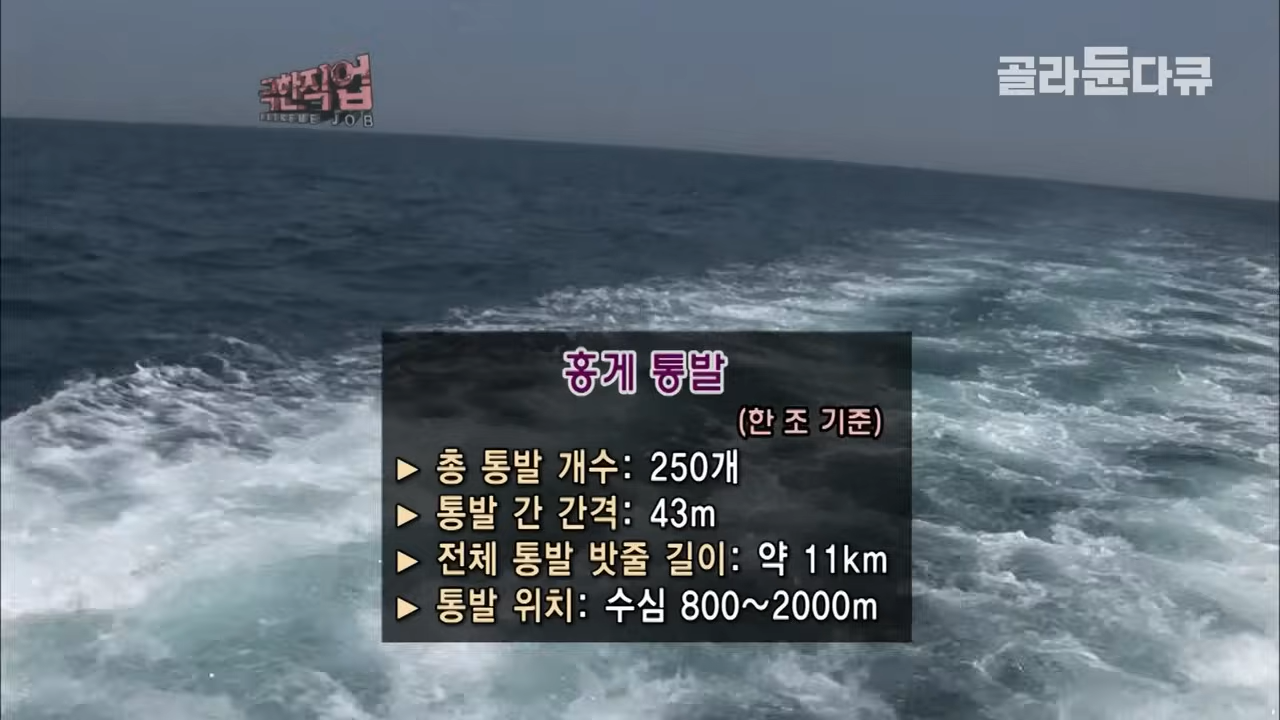 극한직업
EXTREME JOB
골라듄다큐
홍게 통발
(한 조 기준)
▶ 총 통발 개수: 250개
▶ 통발 간 간격: 43m
▶ 전체 통발 밧줄 길이: 약 11km
▶ 통발 위치: 수심 800~2000m